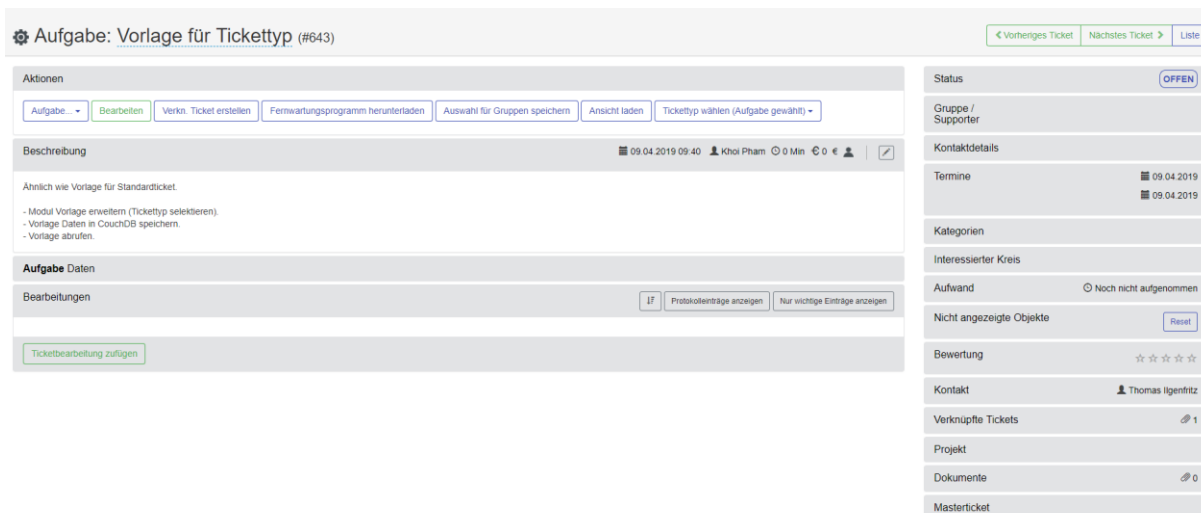 Aufgabe: Vorlage für Tickettyp (#643)
Vorheriges Ticket Nächstes Ticket Liste
Aktionen
Aufgabe... Bearbeiten Verkn. Ticket erstellen Fernwartungsprogramm herunterladen Auswahl für Gruppen speichern Ansicht laden Tickettyp wählen (Aufgabe gewählt)
Beschreibung 09.04.2019 09:40 Khoi Pham 0 Min € 0 €
Ähnlich wie Vorlage für Standardticket.
- Modul Vorlage erweitern (Tickettyp selektieren).
- Vorlage Daten in CouchDB speichern.
- Vorlage abrufen.
Aufgabe Daten
Bearbeitungen Protokolleinträge anzeigen Nur wichtige Einträge anzeigen
Ticketbearbeitung zufügen
Status OFFEN
Gruppe /
Supporter
Kontaktdetails
Termine 09.04.2019
09.04.2019
Kategorien
Interessierter Kreis
Aufwand Noch nicht aufgenommen
Nicht angezeigte Objekte Reset
Bewertung
Kontakt Thomas Ilgenfritz
Verknüpfte Tickets 1
Projekt
Dokumente 0
Masterticket